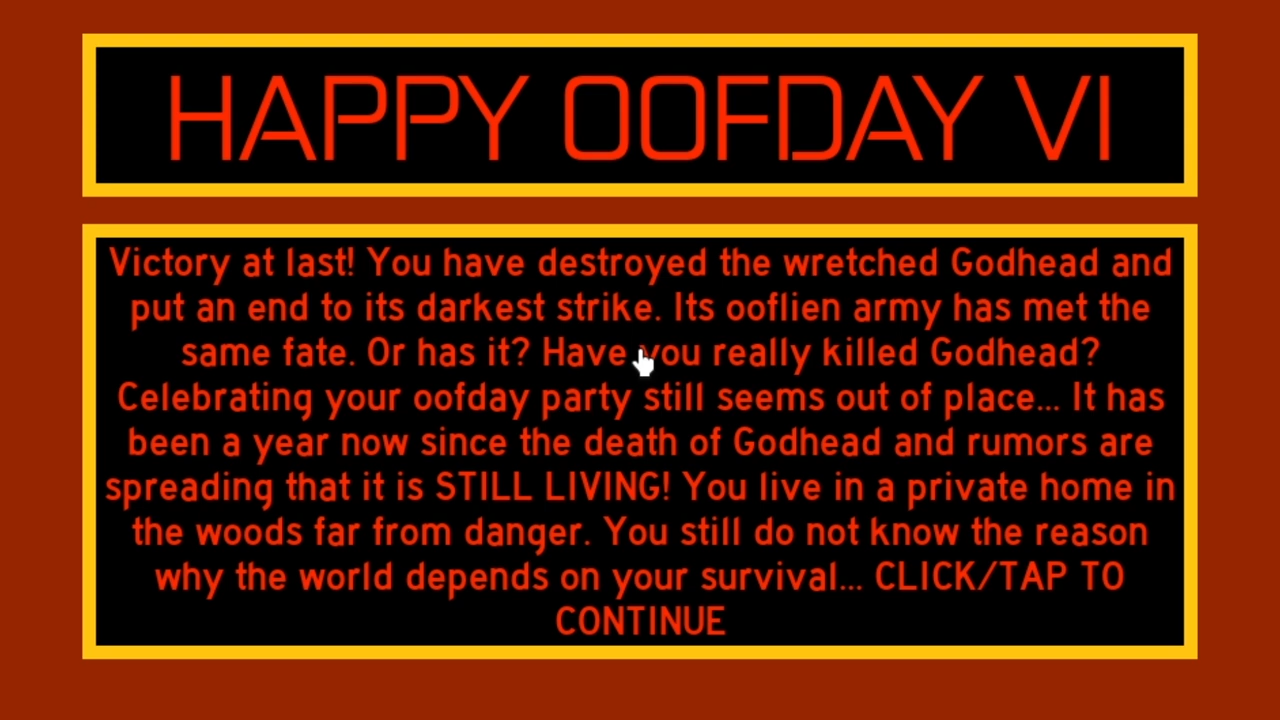 HAPPY OOFDAY VI
Victory at last! You have destroyed the wretched Godhead and
put an end to its darkest strike. Its ooflien army has met the
same fate. Or has it? Have you really killed Godhead?
Celebrating your oofday party still seems out of place... It has
been a year now since the death of Godhead and rumors are
spreading that it is STILL LIVING! You live in a private home in
the woods far from danger. You still do not know the reason
why the world depends on your survival... CLICK/TAP TO
CONTINUE